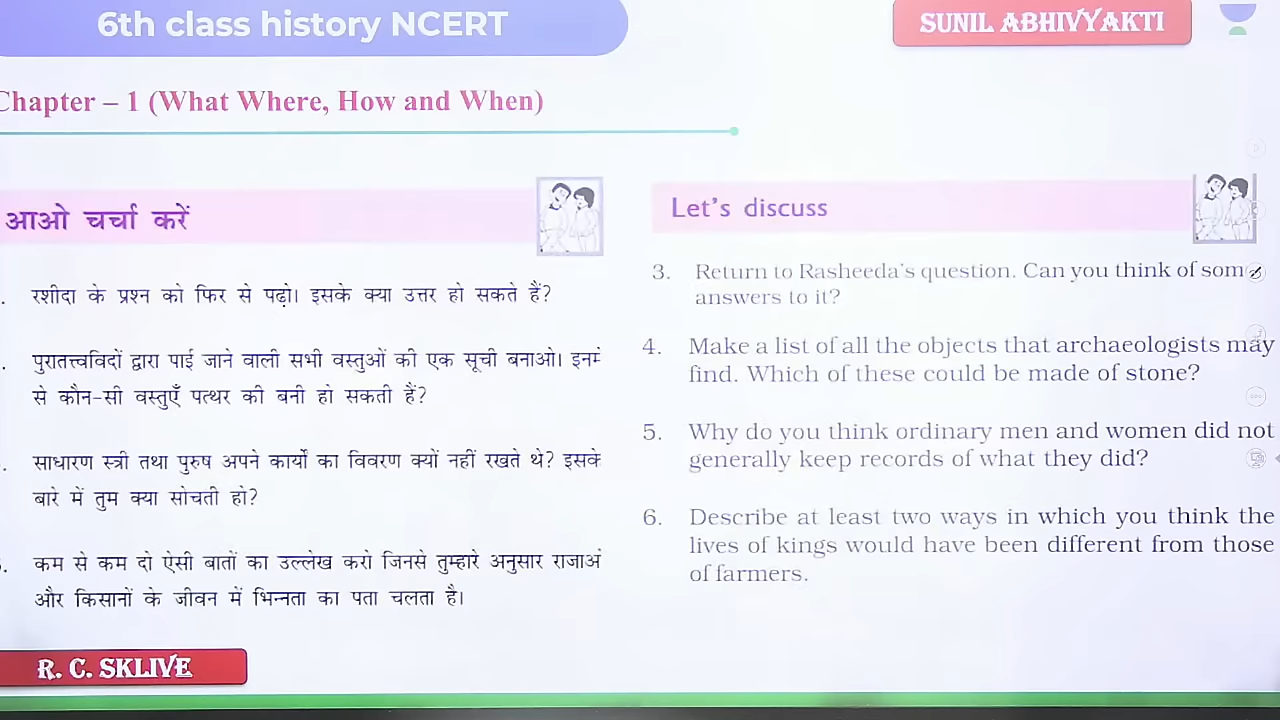 6th class history NCERT
SUNIL ABHIVYAKTI
Chapter – 1 (What Where, How and When)
आओ चर्चा करें
रशीदा के प्रश्न को फिर से पढ़ो। इसके क्या उत्तर हो सकते हैं?
पुरातत्त्वविदों द्वारा पाई जाने वाली सभी वस्तुओं की एक सूची बनाओ। इनमें
से कौन-सी वस्तुएँ पत्थर की बनी हो सकती हैं?
साधारण स्त्री तथा पुरुष अपने कार्यों का विवरण क्यों नहीं रखते थे? इसके
बारे में तुम क्या सोचती हो?
कम से कम दो ऐसी बातों का उल्लेख करो जिनसे तुम्हारे अनुसार राजाओं
और किसानों के जीवन में भिन्नता का पता चलता है।
Let's discuss
3. Return to Rasheeda's question. Can you think of som
answers to it?
4. Make a list of all the objects that archaeologists may
find. Which of these could be made of stone?
5. Why do you think ordinary men and women did not
generally keep records of what they did?
6. Describe at least two ways in which you think the
lives of kings would have been different from those
of farmers.
R. C. SKLIVE